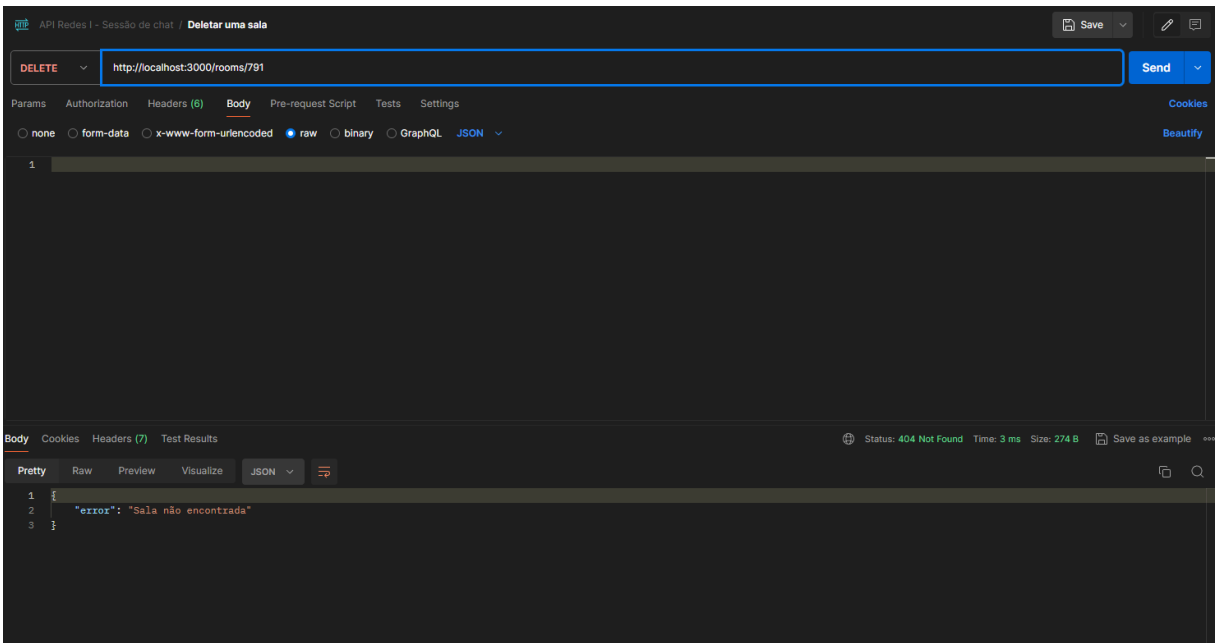 HTTP API Redes I - Sessão de chat / Deletar uma sala Save
DELETE http://localhost:3000/rooms/791 Send
Params Authorization Headers (6) Body Pre-request Script Tests Settings Cookies
none form-data x-www-form-urlencoded raw binary GraphQL JSON Beautify
1
Body Cookies Headers (7) Test Results Status: 404 Not Found Time: 3 ms Size: 274 B Save as example
Pretty Raw Preview Visualize JSON
1 {
2 "error": "Sala não encontrada"
3 }